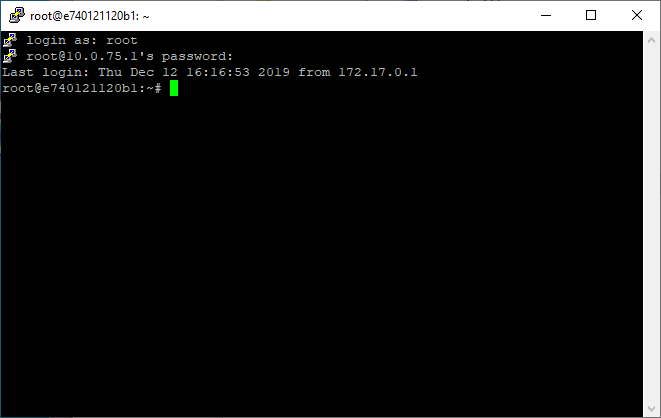 root@e740121120b1: ~
login as: root
root@10.0.75.1's password:
Last login: Thu Dec 12 16:16:53 2019 from 172.17.0.1
root@e740121120b1:~#